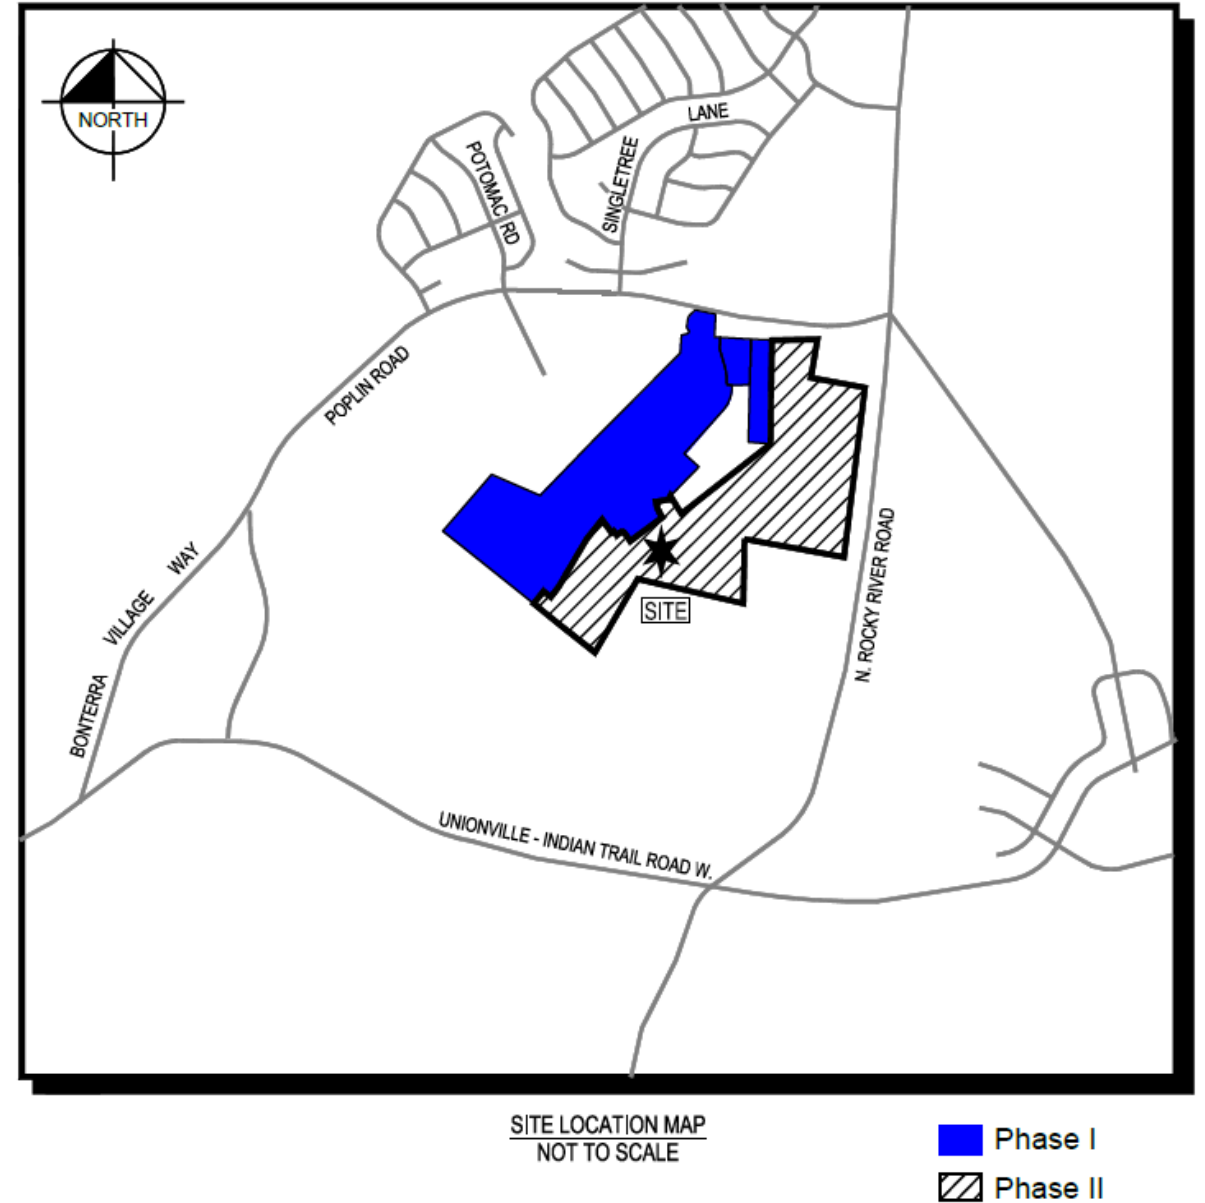 NORTH
LANE
SINGLETREE
POTOMAC RD
POPLIN ROAD
BONTERRA VILLAGE WAY
SITE
N. ROCKY RIVER ROAD
UNIONVILLE - INDIAN TRAIL ROAD W.
SITE LOCATION MAP
NOT TO SCALE
Phase I
Phase II